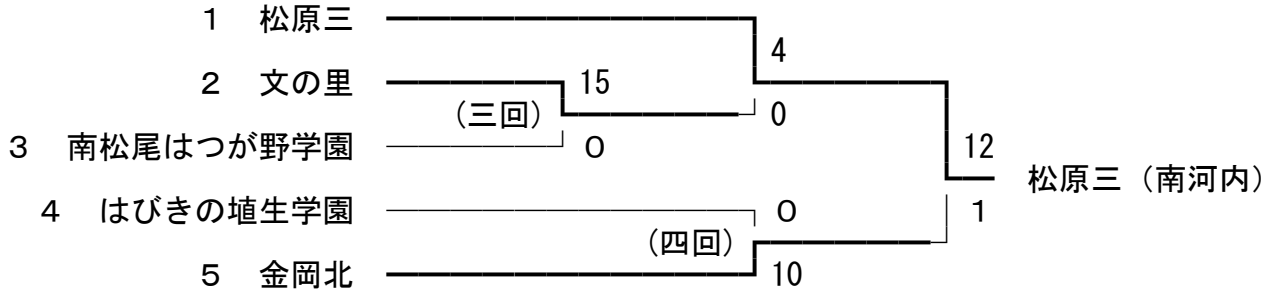 1 松原三
4
2 文の里
15
(三回)
0
3 南松尾はつが野学園
0
12
松原三（南河内）
4 はびきの埴生学園
0
1
(四回)
5 金岡北
10